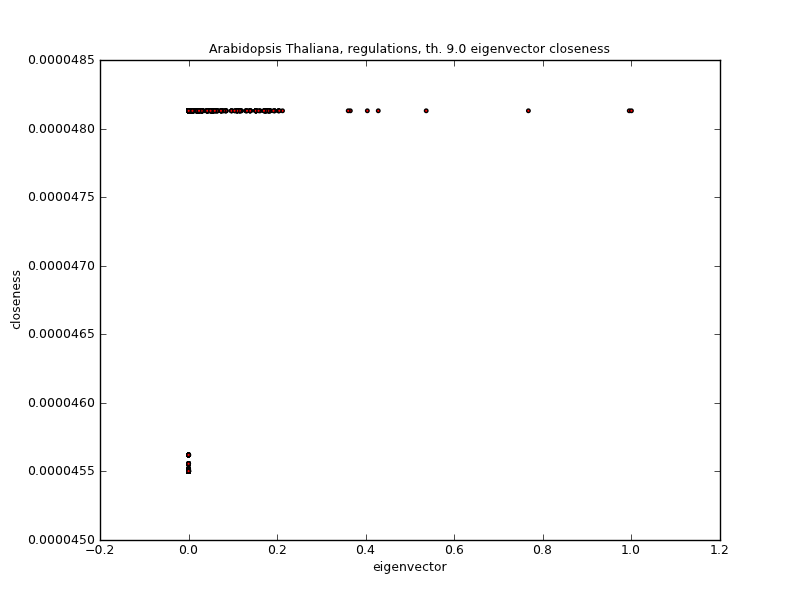 Arabidopsis Thaliana, regulations, th. 9.0 eigenvector closeness
0.0000485
0.0000480
0.0000475
0.0000470
0.0000465
0.0000460
0.0000455
0.0000450
closeness
−0.2 0.0 0.2 0.4 0.6 0.8 1.0 1.2
eigenvector